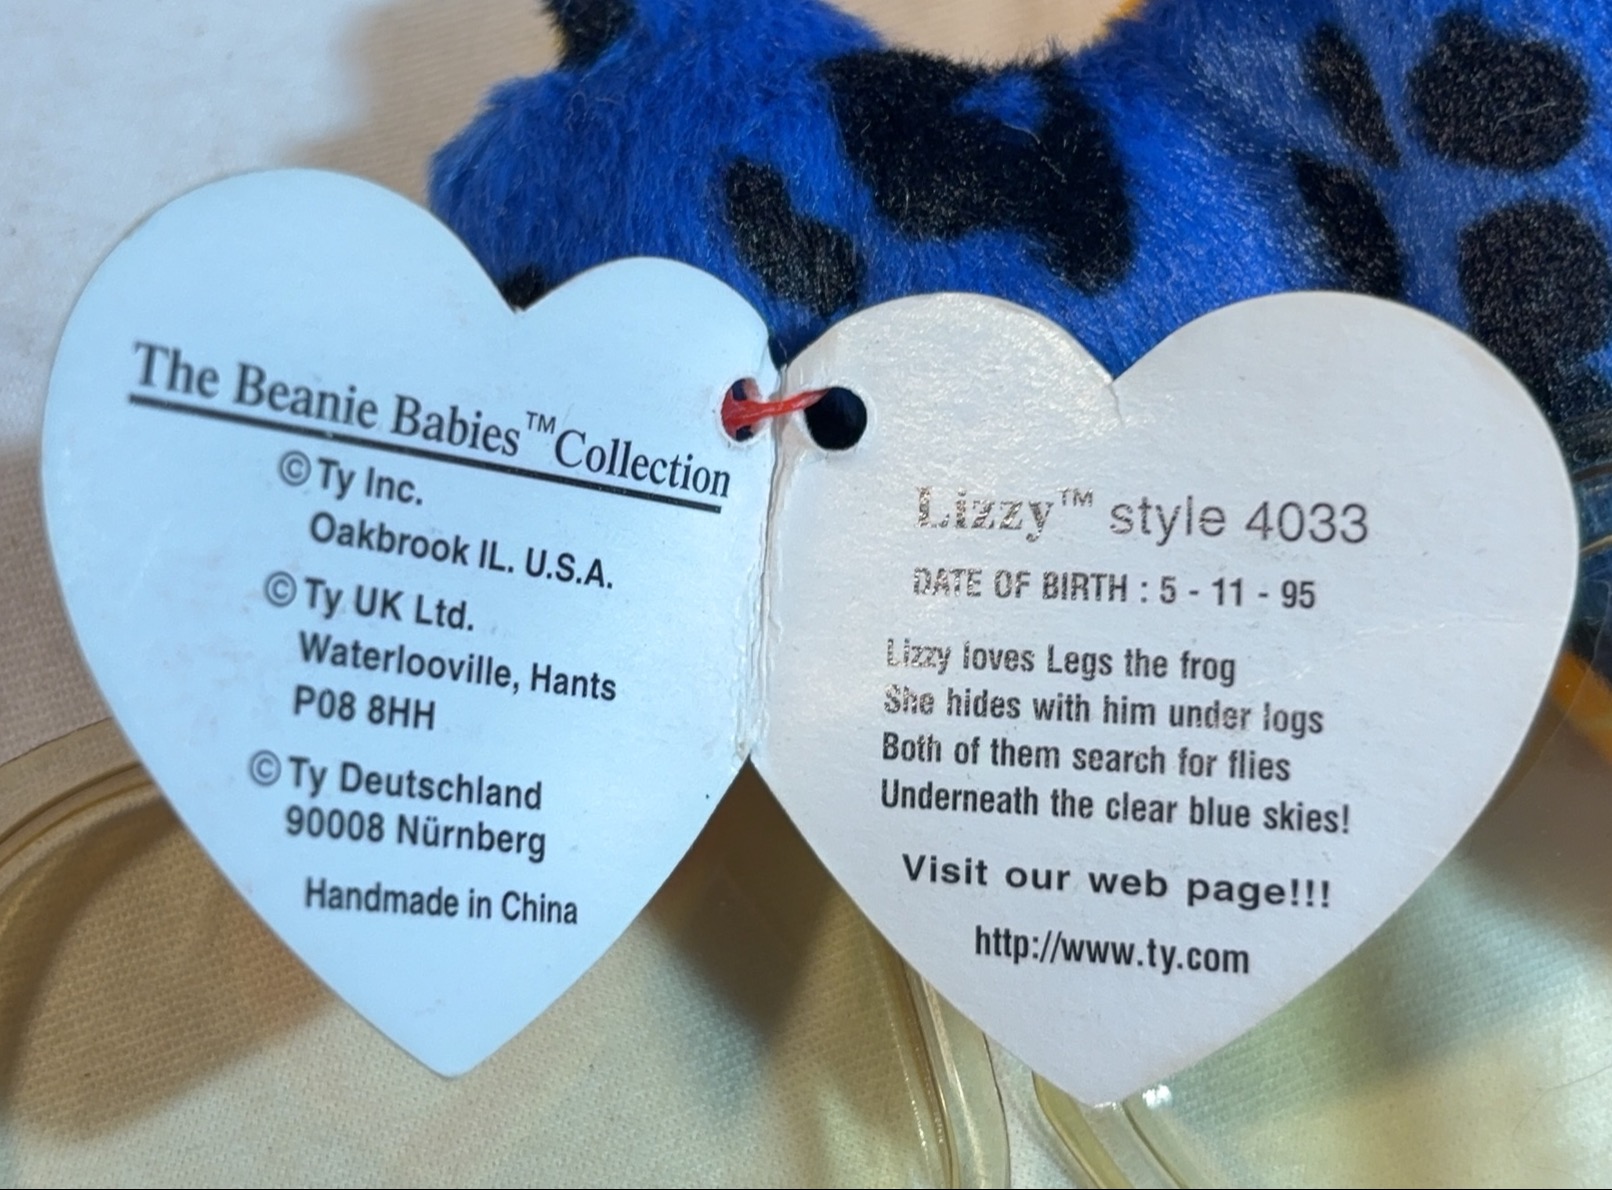 The Beanie Babies™Collection
© Ty Inc.
Oakbrook IL. U.S.A.
© Ty UK Ltd.
Waterlooville, Hants
P08 8HH
© Ty Deutschland
90008 Nürnberg
Handmade in China
Lizzy™ style 4033
DATE OF BIRTH : 5 - 11 - 95
Lizzy loves Legs the frog
She hides with him under logs
Both of them search for flies
Underneath the clear blue skies!
Visit our web page!!!
http://www.ty.com